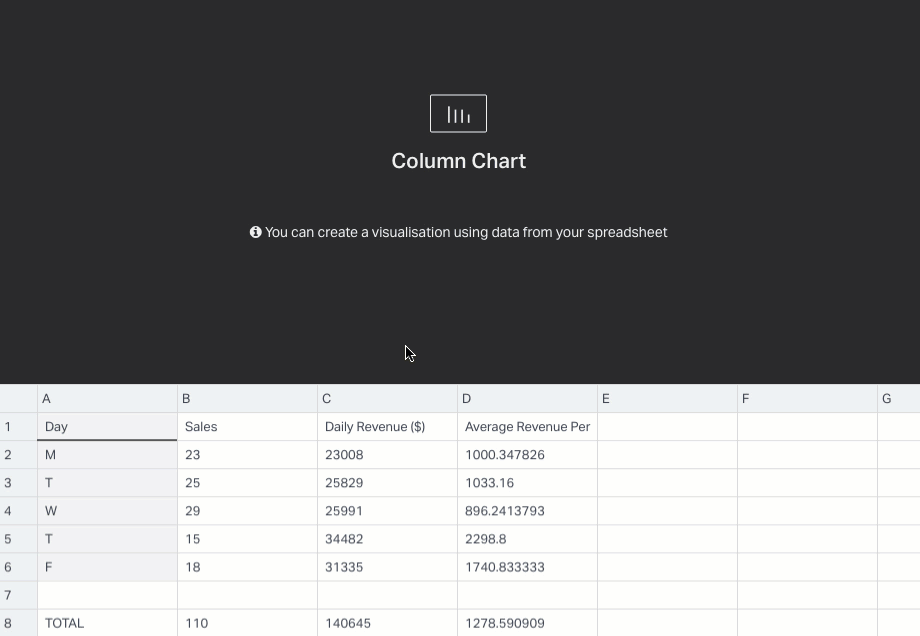 Column Chart
You can create a visualisation using data from your spreadsheet
A B C D E F G
1 Day Sales Daily Revenue ($) Average Revenue Per
2 M 23 23008 1000.347826
3 T 25 25829 1033.16
4 W 29 25991 896.2413793
5 T 15 34482 2298.8
6 F 18 31335 1740.833333
7
8 TOTAL 110 140645 1278.590909